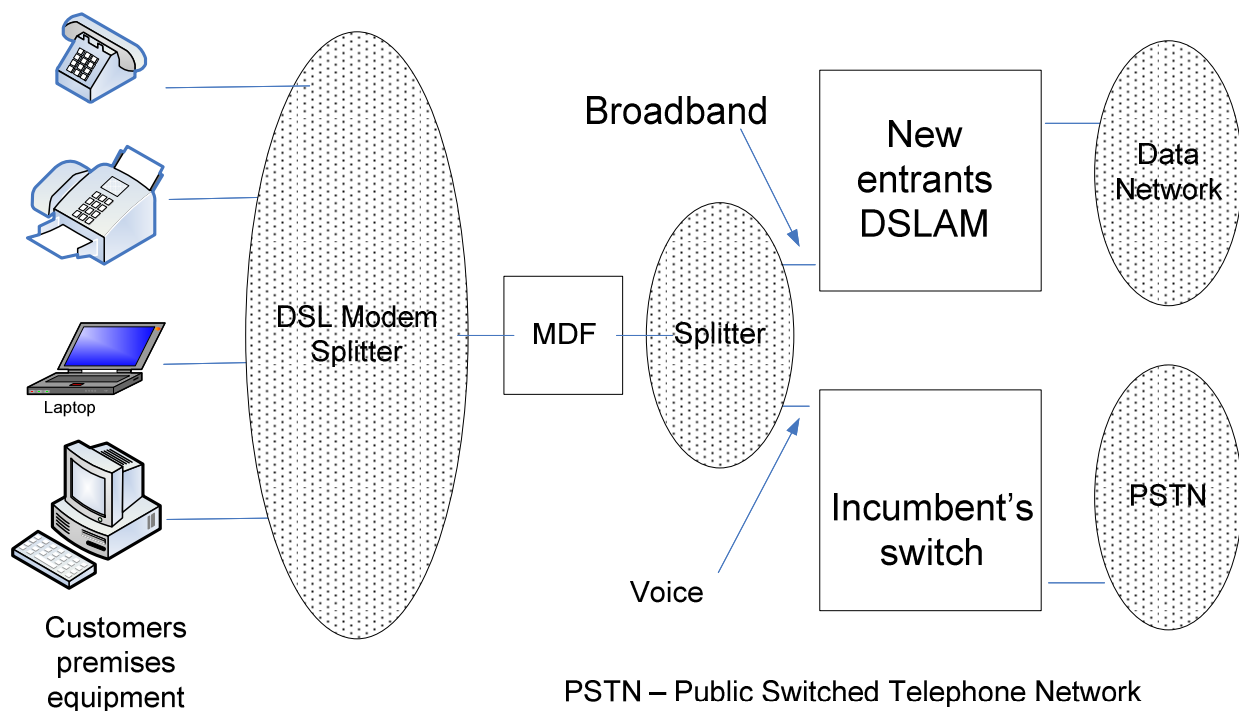 Broadband
New
entrants
DSLAM
Data
Network
DSL Modem
Splitter
MDF
Splitter
Laptop
Incumbent's
switch
PSTN
Voice
Customers
premises
equipment
PSTN – Public Switched Telephone Network